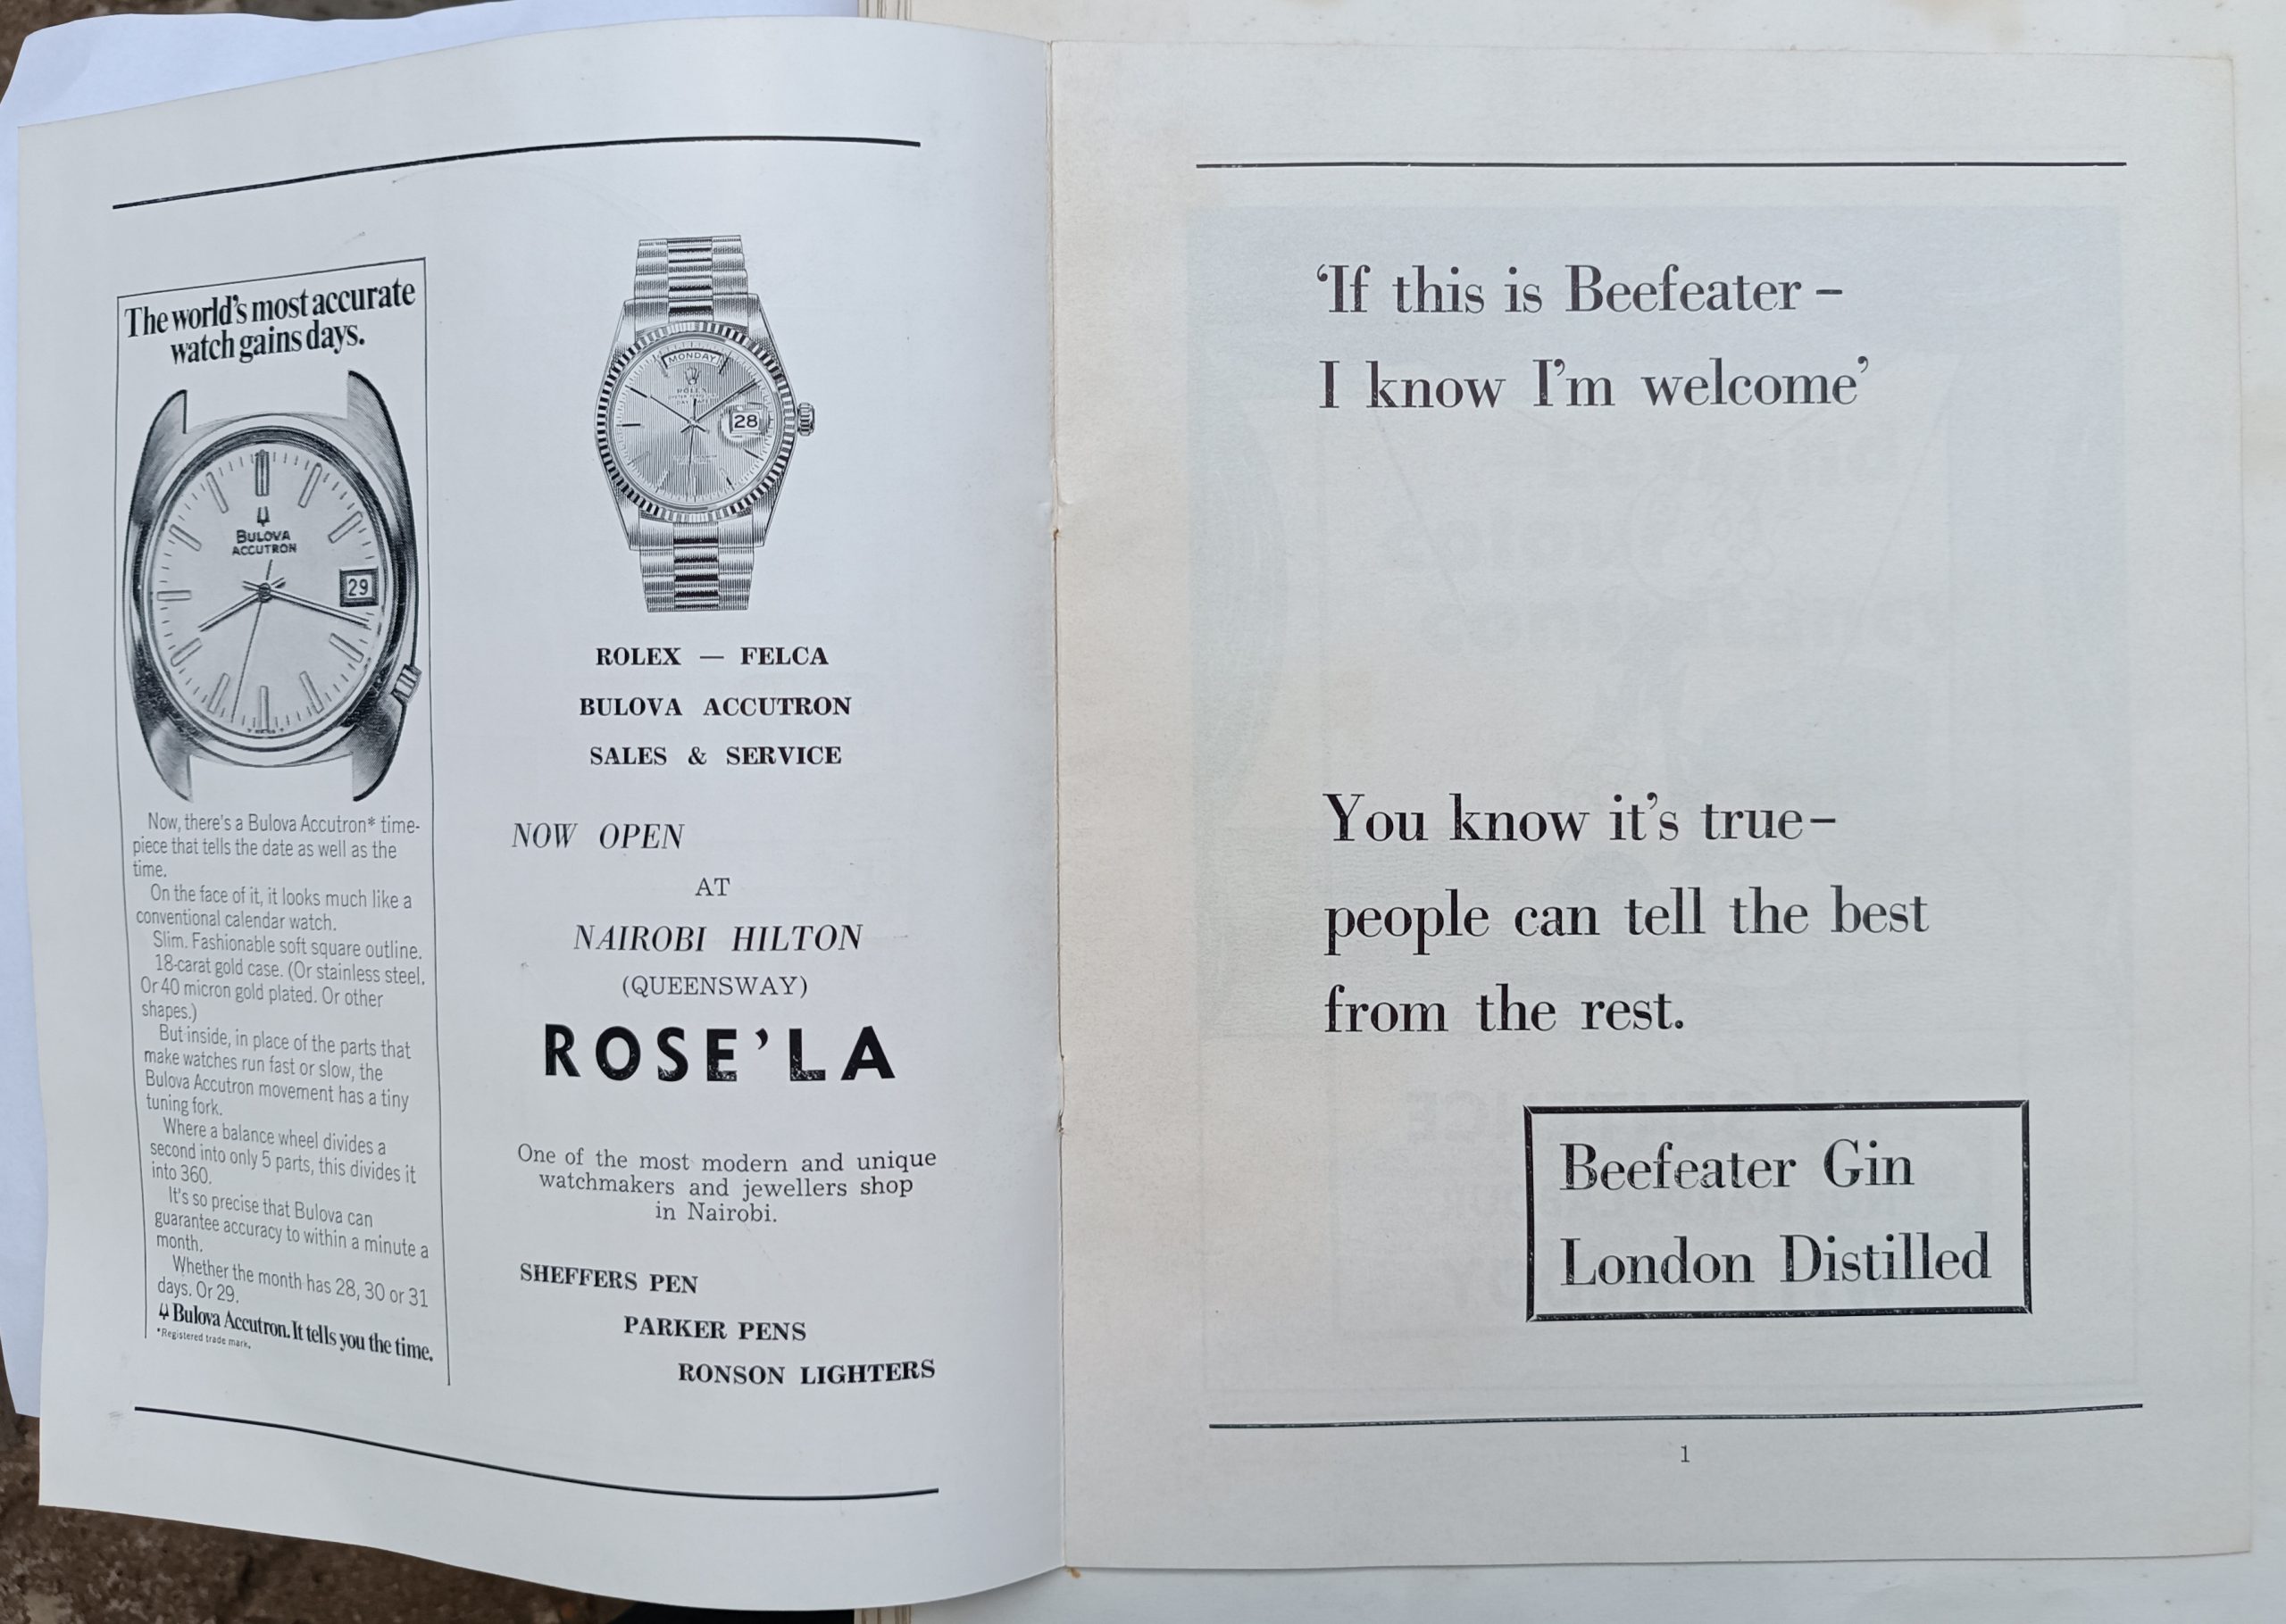 The world's most accurate
watch gains days.
BULOVA
ACCUTRON
29
Now, there's a Bulova Accutron* time-
piece that tells the date as well as the
time.
On the face of it, it looks much like a
conventional calendar watch.
Slim. Fashionable soft square outline.
18-carat gold case. (Or stainless steel.
Or 40 micron gold plated. Or other
shapes.)
But inside, in place of the parts that
make watches run fast or slow, the
Bulova Accutron movement has a tiny
tuning fork.
Where a balance wheel divides a
second into only 5 parts, this divides it
into 360.
It's so precise that Bulova can
guarantee accuracy to within a minute a
month.
Whether the month has 28, 30 or 31
days. Or 29.
Bulova Accutron. It tells you the time.
*Registered trade mark.
MONDAY
ROLEX
28
ROLEX — FELCA
BULOVA ACCUTRON
SALES & SERVICE
NOW OPEN
AT
NAIROBI HILTON
(QUEENSWAY)
ROSE'LA
One of the most modern and unique
watchmakers and jewellers shop
in Nairobi.
SHEFFERS PEN
PARKER PENS
RONSON LIGHTERS
‘If this is Beefeater –
I know I'm welcome’
You know it's true–
people can tell the best
from the rest.
Beefeater Gin
London Distilled
1